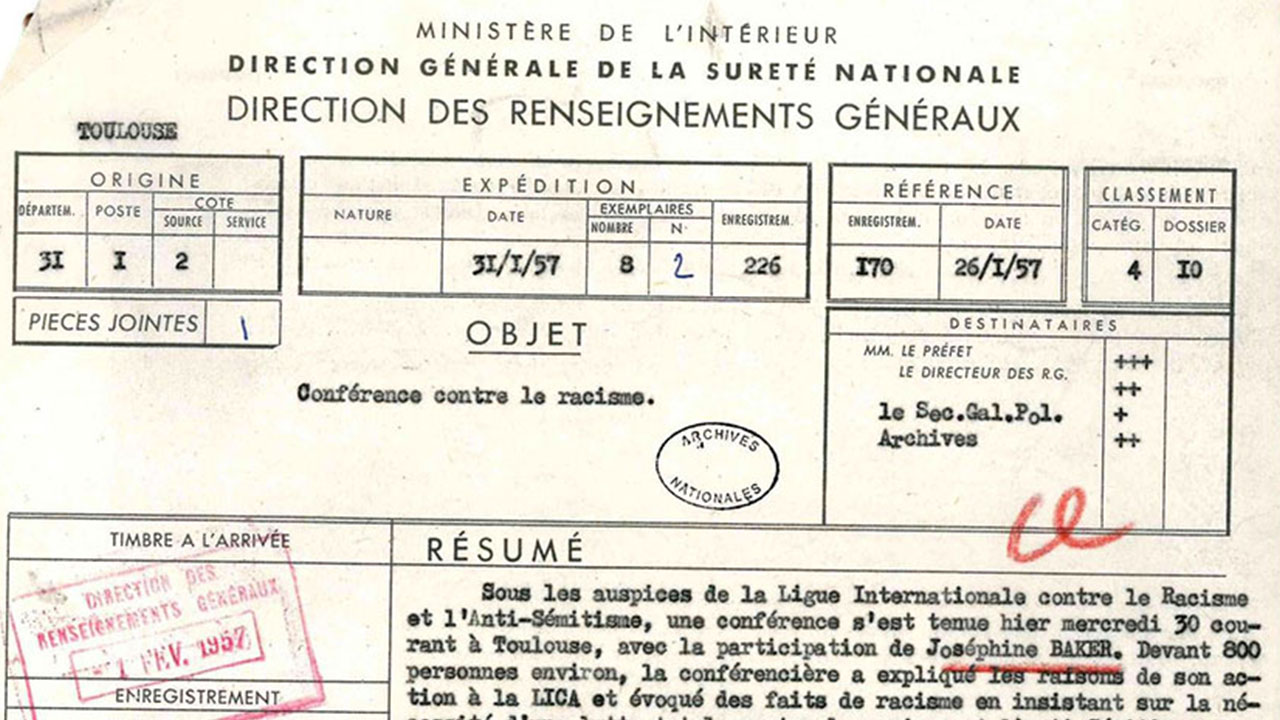 MINISTÈRE DE L'INTÉRIEUR
DIRECTION GÉNÉRALE DE LA SURETÉ NATIONALE
DIRECTION DES RENSEIGNEMENTS GÉNÉRAUX
TOULOUSE
ORIGINE
DÉPARTEM. POSTE COTE
SOURCE SERVICE
3I I 2
EXPÉDITION
NATURE DATE EXEMPLAIRES ENREGISTREM.
NOMBRE N·
3I/I/57 8 2 226
RÉFÉRENCE
ENREGISTREM. DATE
I70 26/I/57
CLASSEMENT
CATÉG. DOSSIER
4 I0
PIECES JOINTES 1
OBJET
Conférence contre le racisme.
ARCHIVES
NATIONALES
DESTINATAIRES
MM. LE PRÉFET +++
LE DIRECTEUR DES R.G. ++
le Sec.Gal.Pol. +
Archives ++
TIMBRE A L'ARRIVÉE
DIRECTION DES
RENSEIGNEMENTS GÉNÉRAUX
-1 FEV. 1957
ENREGISTREMENT
RÉSUMÉ
Sous les auspices de la Ligue Internationale contre le Racisme
et l'Anti-Sémitisme, une conférence s'est tenue hier mercredi 30 cou-
rant à Toulouse, avec la participation de Joséphine BAKER. Devant 800
personnes environ, la conférencière a expliqué les raisons de son ac-
tion à la LICA et évoqué des faits de racisme en insistant sur la né-